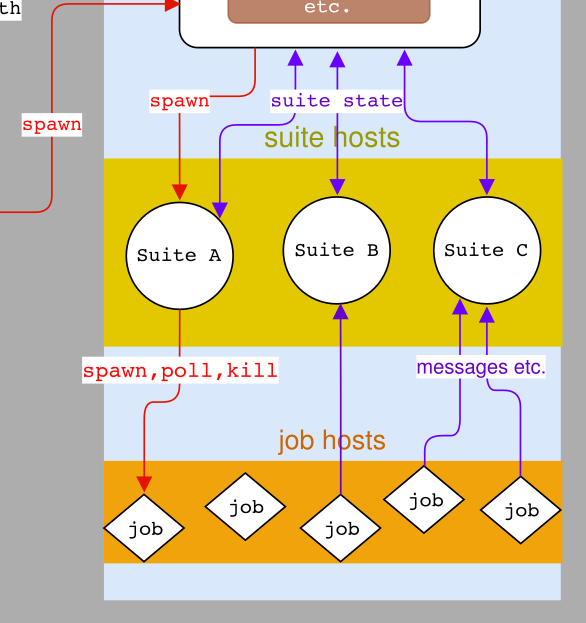 th
etc.
spawn
suite state
spawn
suite hosts
Suite A
Suite B
Suite C
spawn,poll,kill
messages etc.
job hosts
job
job
job
job
job